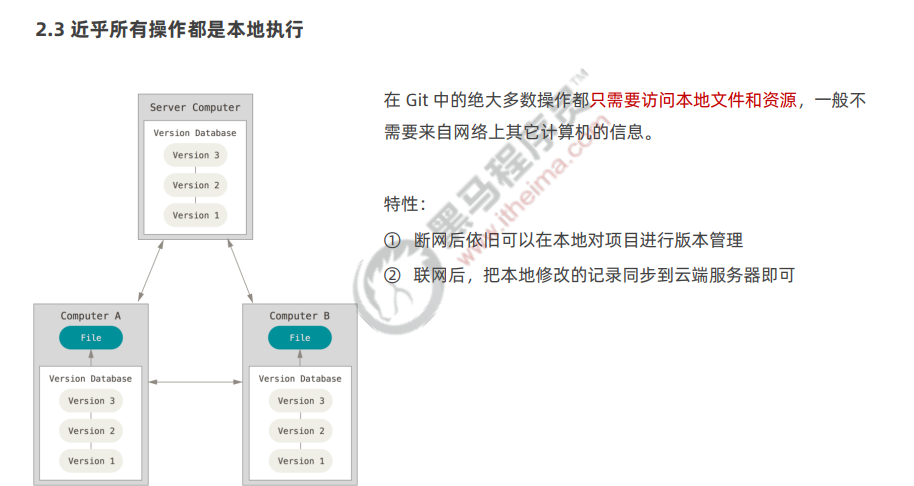 2.3 近乎所有操作都是本地执行
在 Git 中的绝大多数操作都只需要访问本地文件和资源，一般不
需要来自网络上其它计算机的信息。
特性：
① 断网后依旧可以在本地对项目进行版本管理
② 联网后，把本地修改的记录同步到云端服务器即可
Server Computer
Version Database
Version 3
Version 2
Version 1
Computer A
File
Version Database
Version 3
Version 2
Version 1
Computer B
File
Version Database
Version 3
Version 2
Version 1
黑马程序员™
www.itheima.com